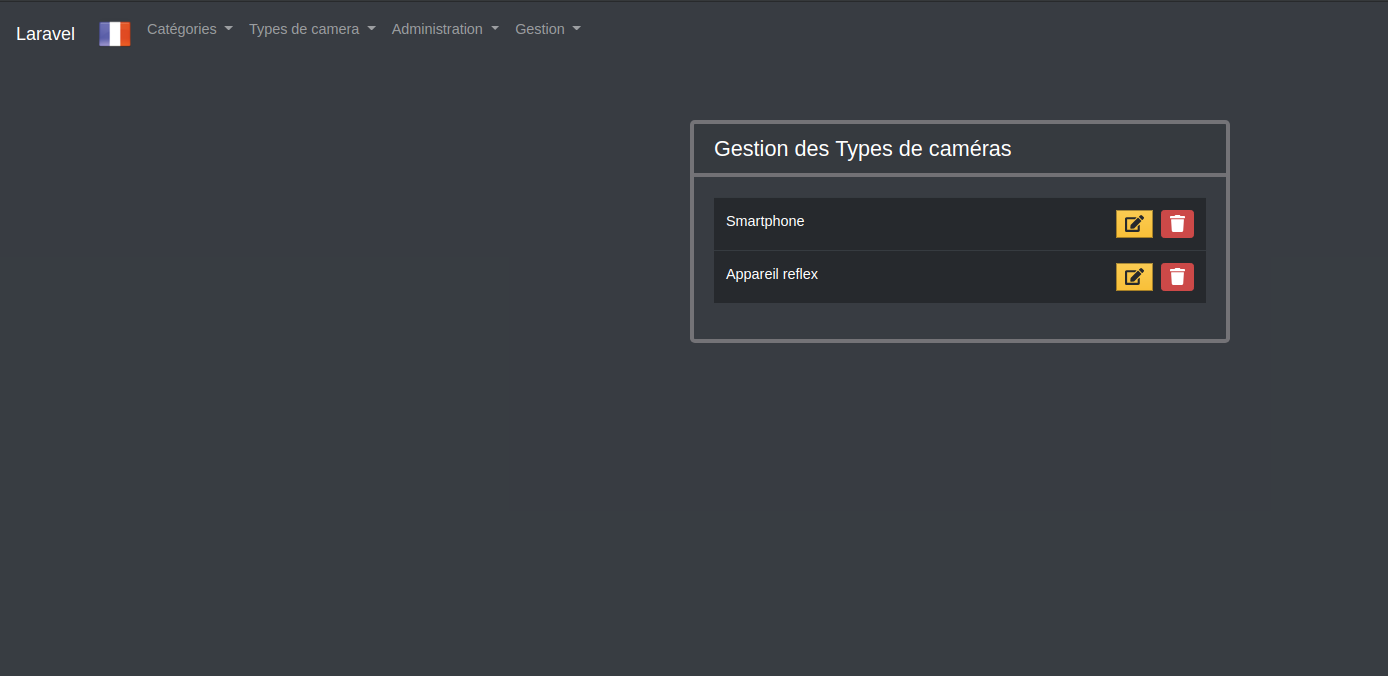 Laravel Catégories Types de camera Administration Gestion
Gestion des Types de caméras
Smartphone
Appareil reflex